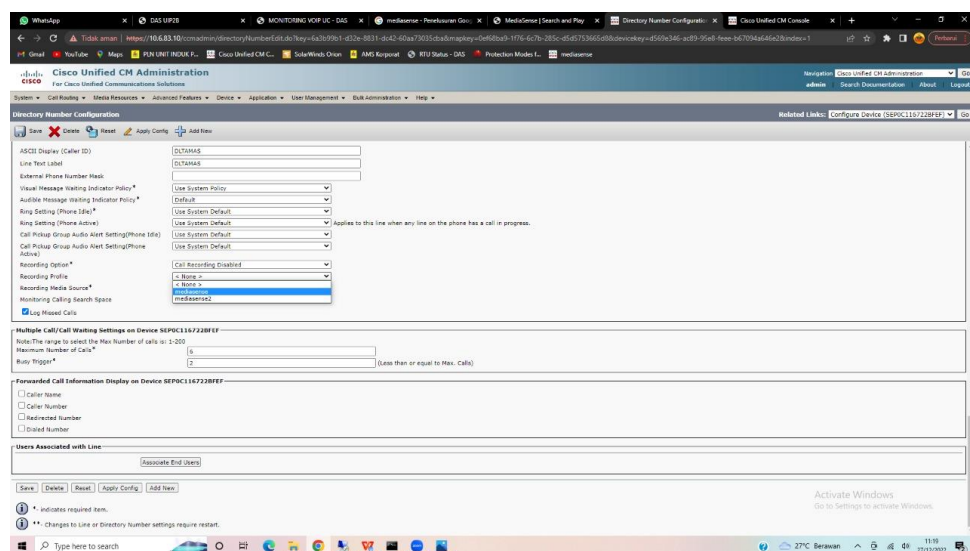 WhatsApp
DAS UIP2B
MONITORING VOIP UC - DAS
mediasense - Penelusuran Goo
MediaSense | Search and Play
Directory Number Configuration
Cisco Unified CM Console
Tidak aman
Gmail
YouTube
Maps
PLN UNIT INDUK P...
Cisco Unified CM C...
SolarWinds Orion
AMS Korporat
RTU Status - DAS
Protection Modes f...
mediasense
CISCO
Cisco Unified CM Administration
For Cisco Unified Communications Solutions
Navigation Cisco Unified CM Administration Go
admin Search Documentation About Logout
System Call Routing Media Resources Advanced Features Device Application User Management Bulk Administration Help
Directory Number Configuration
Related Links: Configure Device (SEP0C116722BFEF) Go
Save Delete Reset Apply Config Add New
ASCII Display (Caller ID) DLTAMAS
Line Text Label DLTAMAS
External Phone Number Mask
Visual Message Waiting Indicator Policy* Use System Policy
Audible Message Waiting Indicator Policy* Default
Ring Setting (Phone Idle)* Use System Default
Ring Setting (Phone Active) Use System Default Applies to this line when any line on the phone has a call in progress.
Call Pickup Group Audio Alert Setting(Phone Idle) Use System Default
Call Pickup Group Audio Alert Setting(Phone Active) Use System Default
Recording Option* Call Recording Disabled
Recording Profile < None >
< None >
Recording Media Source* mediasense
mediasense2
Monitoring Calling Search Space
Log Missed Calls
Multiple Call/Call Waiting Settings on Device SEP0C116722BFEF
Note:The range to select the Max Number of calls is: 1-200
Maximum Number of Calls* 6
Busy Trigger* 2 (Less than or equal to Max. Calls)
Forwarded Call Information Display on Device SEP0C116722BFEF
Caller Name
Caller Number
Redirected Number
Dialed Number
Users Associated with Line
Associate End Users
Save Delete Reset Apply Config Add New
*- indicates required item.
**- Changes to Line or Directory Number settings require restart.
Activate Windows
Go to Settings to activate Windows.
Type here to search
27°C Berawan
11:19
27/12/2022